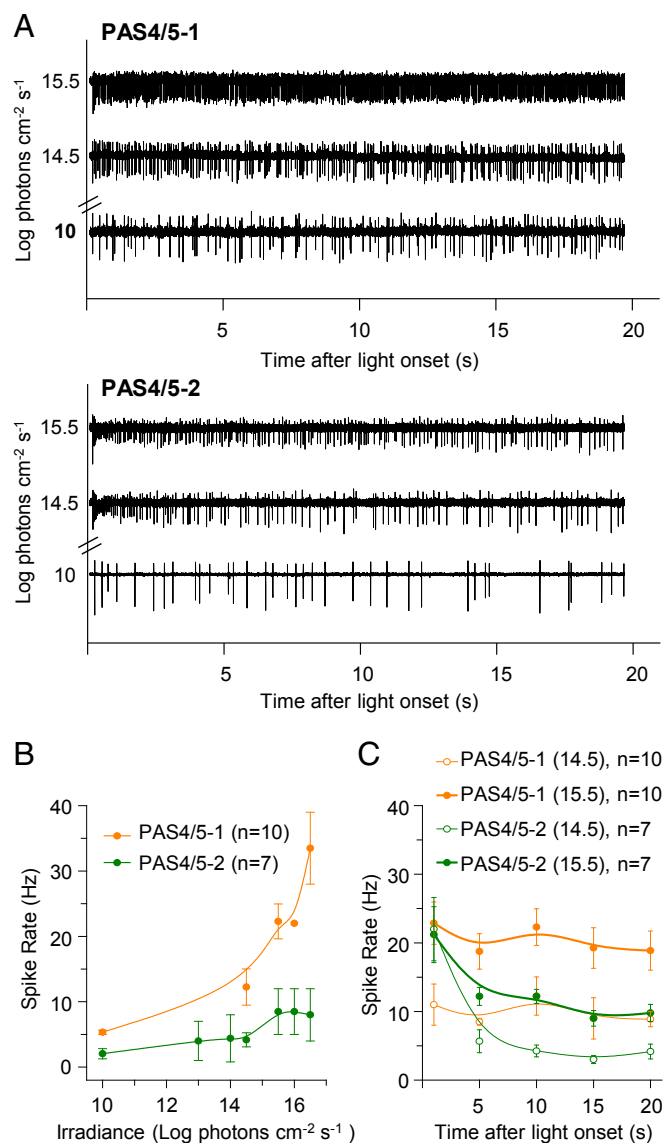 A
PAS4/5-1
Log photons cm-2 s-1
15.5
14.5
10
5
10
15
20
Time after light onset (s)
PAS4/5-2
Log photons cm-2 s-1
15.5
14.5
10
5
10
15
20
Time after light onset (s)
B
Spike Rate (Hz)
40
30
20
10
0
PAS4/5-1 (n=10)
PAS4/5-2 (n=7)
10
12
14
16
Irradiance (Log photons cm-2 s-1)
C
PAS4/5-1 (14.5), n=10
PAS4/5-1 (15.5), n=10
PAS4/5-2 (14.5), n=7
PAS4/5-2 (15.5), n=7
Spike Rate (Hz)
40
20
0
5
10
15
20
Time after light onset (s)